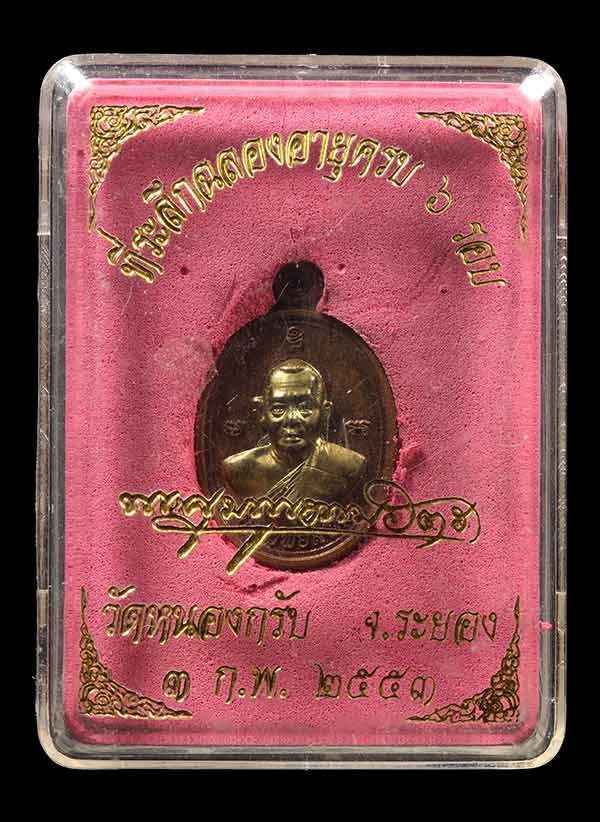 ที่ระลึกฉลองอายุครบ ๖ รอบ
วัดหนองกรับ จ.ระยอง
๓ ก.พ. ๒๕๕๓